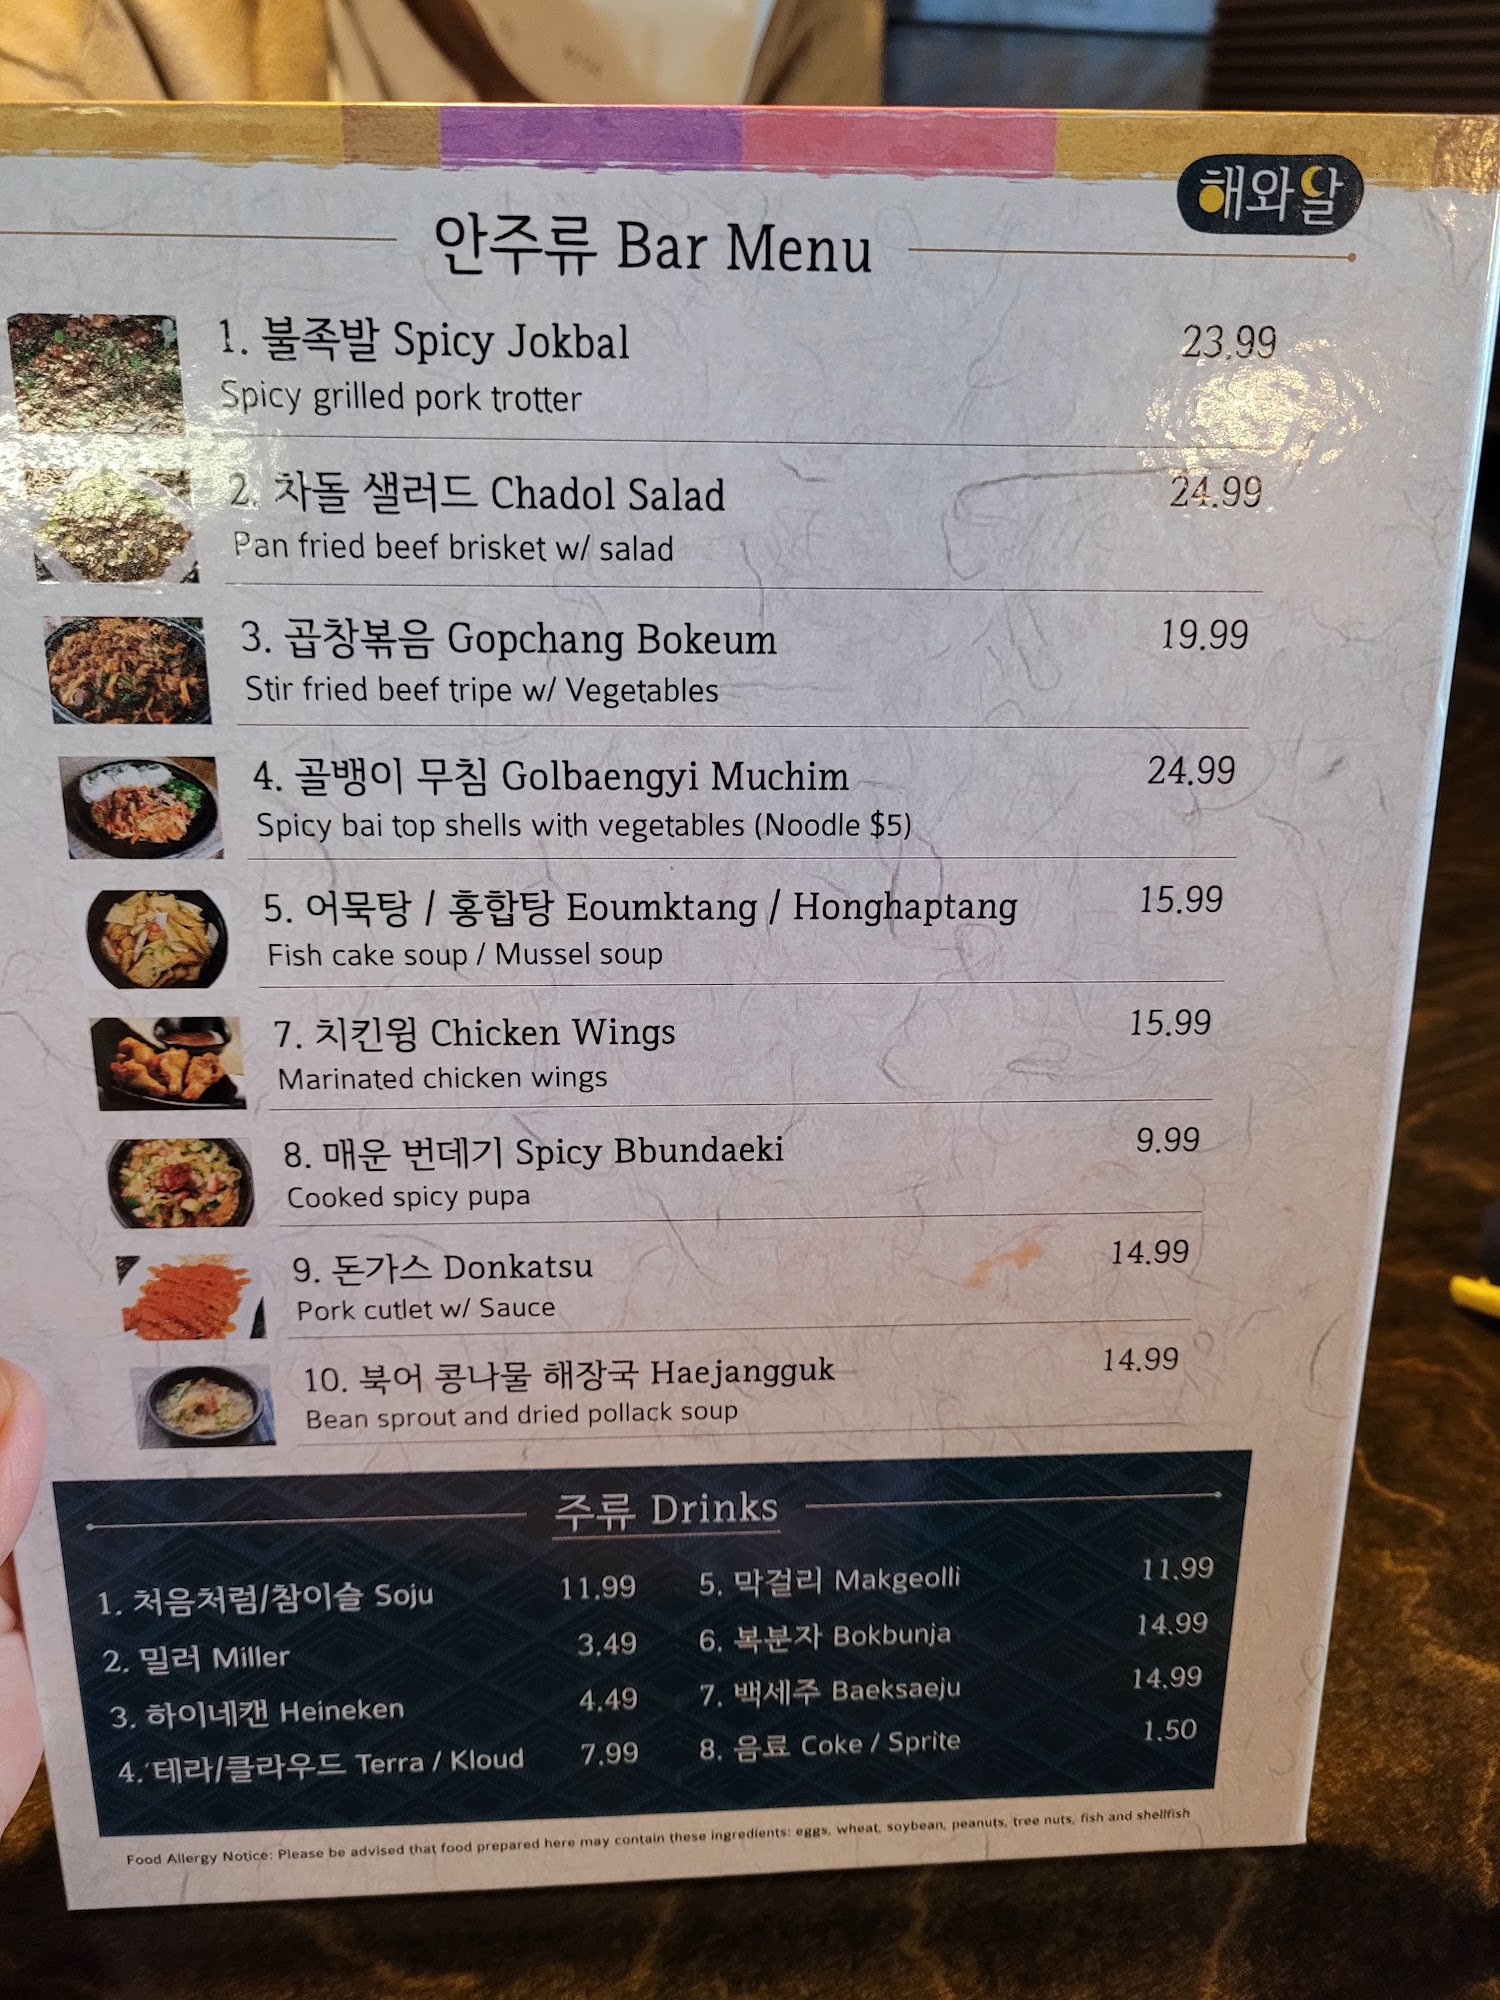 해와달
안주류 Bar Menu
1. 불족발 Spicy Jokbal 23.99
Spicy grilled pork trotter
2. 차돌 샐러드 Chadol Salad 24.99
Pan fried beef brisket w/ salad
3. 곱창볶음 Gopchang Bokeum 19.99
Stir fried beef tripe w/ Vegetables
4. 골뱅이 무침 Golbaengyi Muchim 24.99
Spicy bai top shells with vegetables (Noodle $5)
5. 어묵탕 / 홍합탕 Eoumktang / Honghaptang 15.99
Fish cake soup / Mussel soup
7. 치킨윙 Chicken Wings 15.99
Marinated chicken wings
8. 매운 번데기 Spicy Bbundaeki 9.99
Cooked spicy pupa
9. 돈가스 Donkatsu 14.99
Pork cutlet w/ Sauce
10. 북어 콩나물 해장국 Haejangguk 14.99
Bean sprout and dried pollack soup
주류 Drinks
1. 처음처럼/참이슬 Soju 11.99
2. 밀러 Miller 3.49
3. 하이네캔 Heineken 4.49
4. 테라/클라우드 Terra / Kloud 7.99
5. 막걸리 Makgeolli 11.99
6. 복분자 Bokbunja 14.99
7. 백세주 Baeksaeju 14.99
8. 음료 Coke / Sprite 1.50
Food Allergy Notice: Please be advised that food prepared here may contain these ingredients: eggs, wheat, soybean, peanuts, tree nuts, fish and shellfish